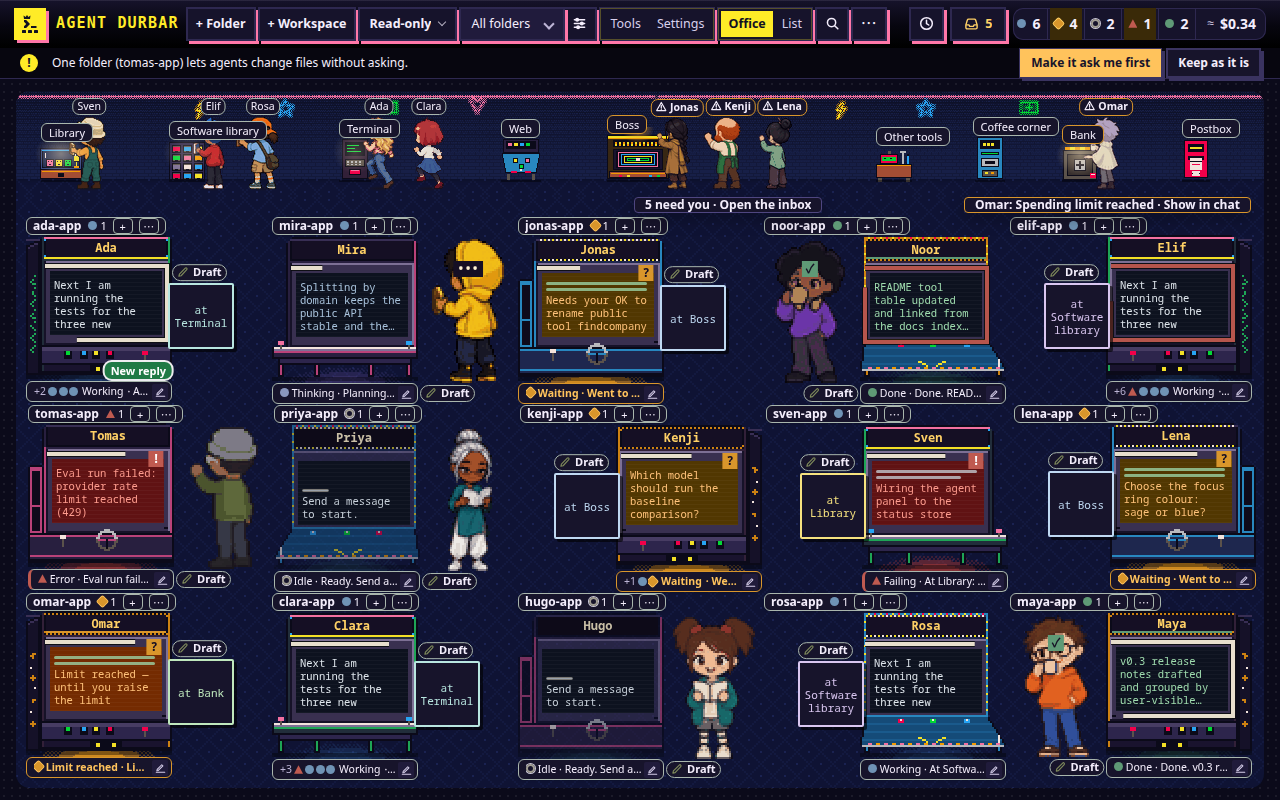 AGENT DURBAR
+ Folder
+ Workspace
Read-only
All folders
Tools
Settings
Office
List
5
6
4
2
1
2
≈ $0.34
! One folder (tomas-app) lets agents change files without asking.
Make it ask me first
Keep as it is
Sven
Elif
Rosa
Ada
Clara
Jonas
Kenji
Lena
Omar
Library
Software library
Terminal
Web
Boss
Other tools
Coffee corner
Bank
Postbox
5 need you · Open the inbox
Omar: Spending limit reached · Show in chat
ada-app 1 + ···
mira-app 1 + ···
jonas-app 1 + ···
noor-app 1 + ···
elif-app 1 + ···
Ada
Next I am
running the
tests for the
three new
Draft
at
Terminal
New reply
+2 Working · A...
Mira
Splitting by
domain keeps the
public API
stable and the…
Thinking · Planning...
Draft
Jonas
?
Needs your OK to
rename public
tool findcompany
Draft
at Boss
Waiting · Went to ...
Noor
README tool
table updated
and linked from
the docs index…
Draft
Done · Done. READ...
Elif
Next I am
running the
tests for the
three new
Draft
at
Software
library
+6 Working ·...
tomas-app 1 + ···
priya-app 1 + ···
kenji-app 1 + ···
sven-app 1 + ···
lena-app 1 + ···
Tomas
!
Eval run failed:
provider rate
limit reached
(429)
Error · Eval run fail...
Draft
Priya
Send a message
to start.
Idle · Ready. Send a...
Draft
Kenji
?
Which model
should run the
baseline
comparison?
Draft
at Boss
+1 Waiting · We...
Sven
!
Wiring the agent
panel to the
status store
Draft
at
Library
Failing · At Library: ...
Lena
?
Choose the focus
ring colour:
sage or blue?
Draft
at Boss
Waiting · Went to ...
omar-app 1 + ···
clara-app 1 + ···
hugo-app 1 + ···
rosa-app 1 + ···
maya-app 1 + ···
Omar
?
Limit reached —
until you raise
the limit
Draft
at Bank
Limit reached · Li...
Clara
Next I am
running the
tests for the
three new
Draft
at
Terminal
+3 Working ·...
Hugo
Send a message
to start.
Idle · Ready. Send a...
Draft
Rosa
Next I am
running the
tests for the
three new
Draft
at
Software
library
Working · At Softwa...
Maya
v0.3 release
notes drafted
and grouped by
user-visible…
Draft
Done · Done. v0.3 r...